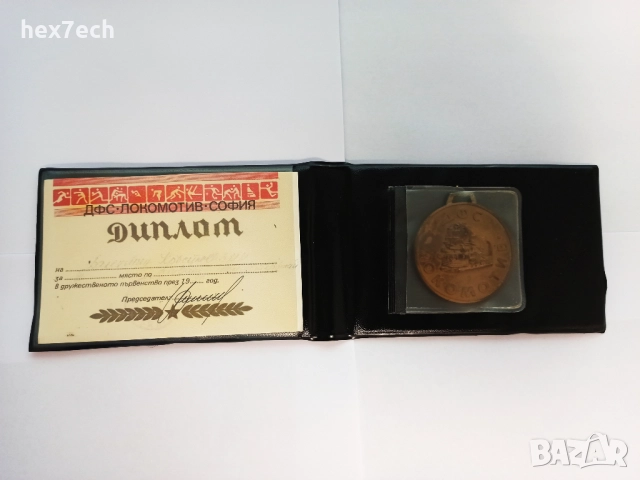 hex7ech
ДФС·ЛОКОМОТИВ·СОФИЯ
ДИПЛОМ
на
за място по
в дружественото първенство през 19 год.
Председател:
BAZAR